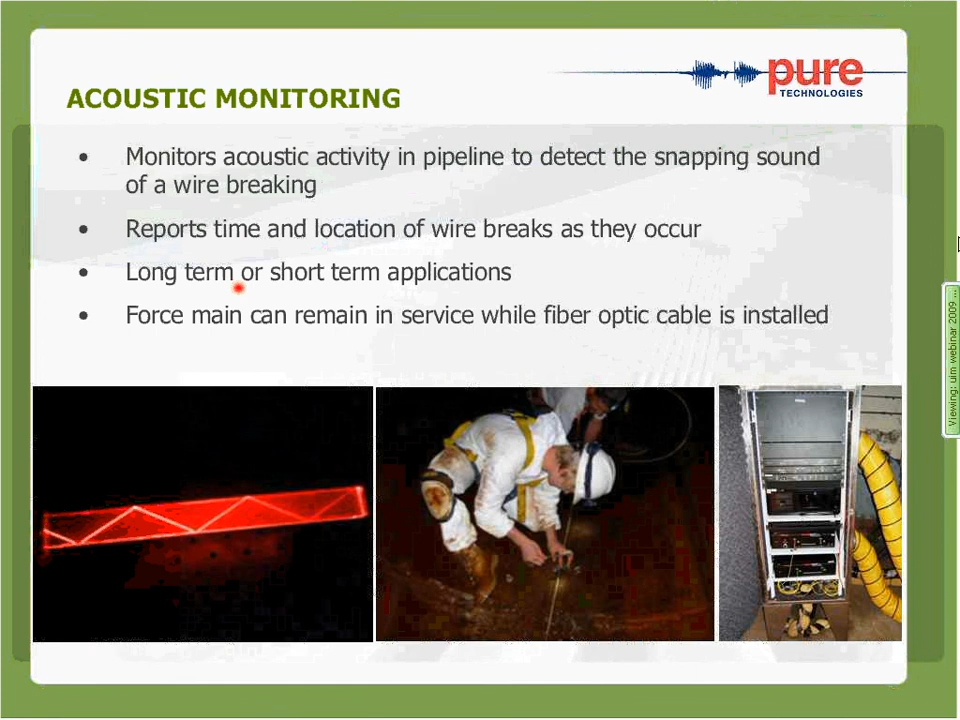 pure
TECHNOLOGIES
ACOUSTIC MONITORING
• Monitors acoustic activity in pipeline to detect the snapping sound
of a wire breaking
• Reports time and location of wire breaks as they occur
• Long term or short term applications
• Force main can remain in service while fiber optic cable is installed
Viewing: uim webinar 2009 ...